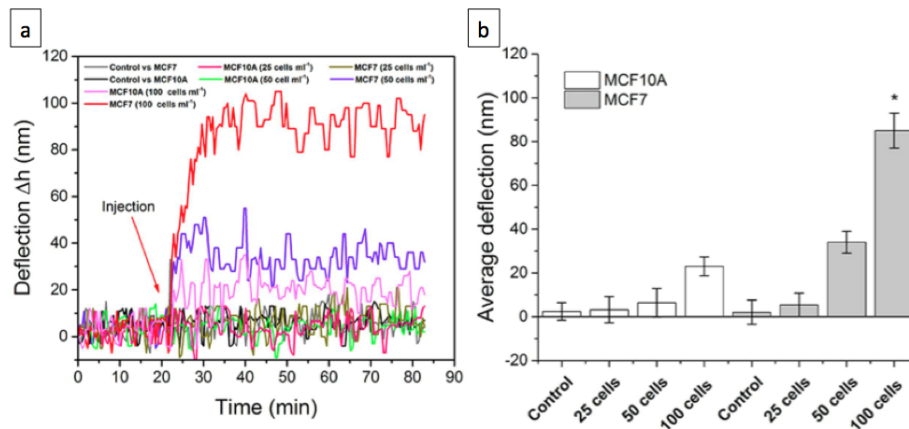 a
Deflection Δh (nm)
120
100
80
60
40
20
0
Control vs MCF7
MCF10A (25 cells ml⁻¹)
MCF7 (25 cells ml⁻¹)
Control vs MCF10A
MCF10A (50 cell ml⁻¹)
MCF7 (50 cells ml⁻¹)
MCF10A (100 cells ml⁻¹)
MCF7 (100 cells ml⁻¹)
Injection
0 10 20 30 40 50 60 70 80 90
Time (min)
b
Average deflection (nm)
120
100
80
60
40
20
0
-20
MCF10A
MCF7
*
Control
25 cells
50 cells
100 cells
Control
25 cells
50 cells
100 cells